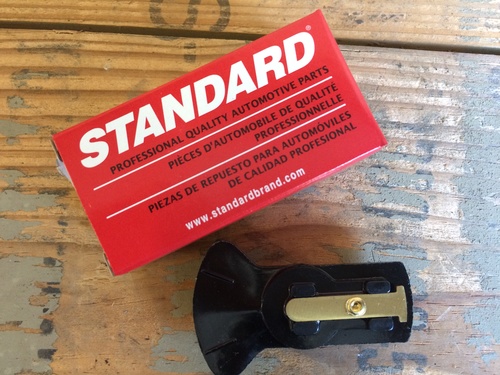 STANDARD®
PROFESSIONAL QUALITY AUTOMOTIVE PARTS
PIÈCES D'AUTOMOBILE DE QUALITÉ
PROFESSIONNELLE
PIEZAS DE REPUESTO PARA AUTOMÓVILES
DE CALIDAD PROFESIONAL
www.standardbrand.com